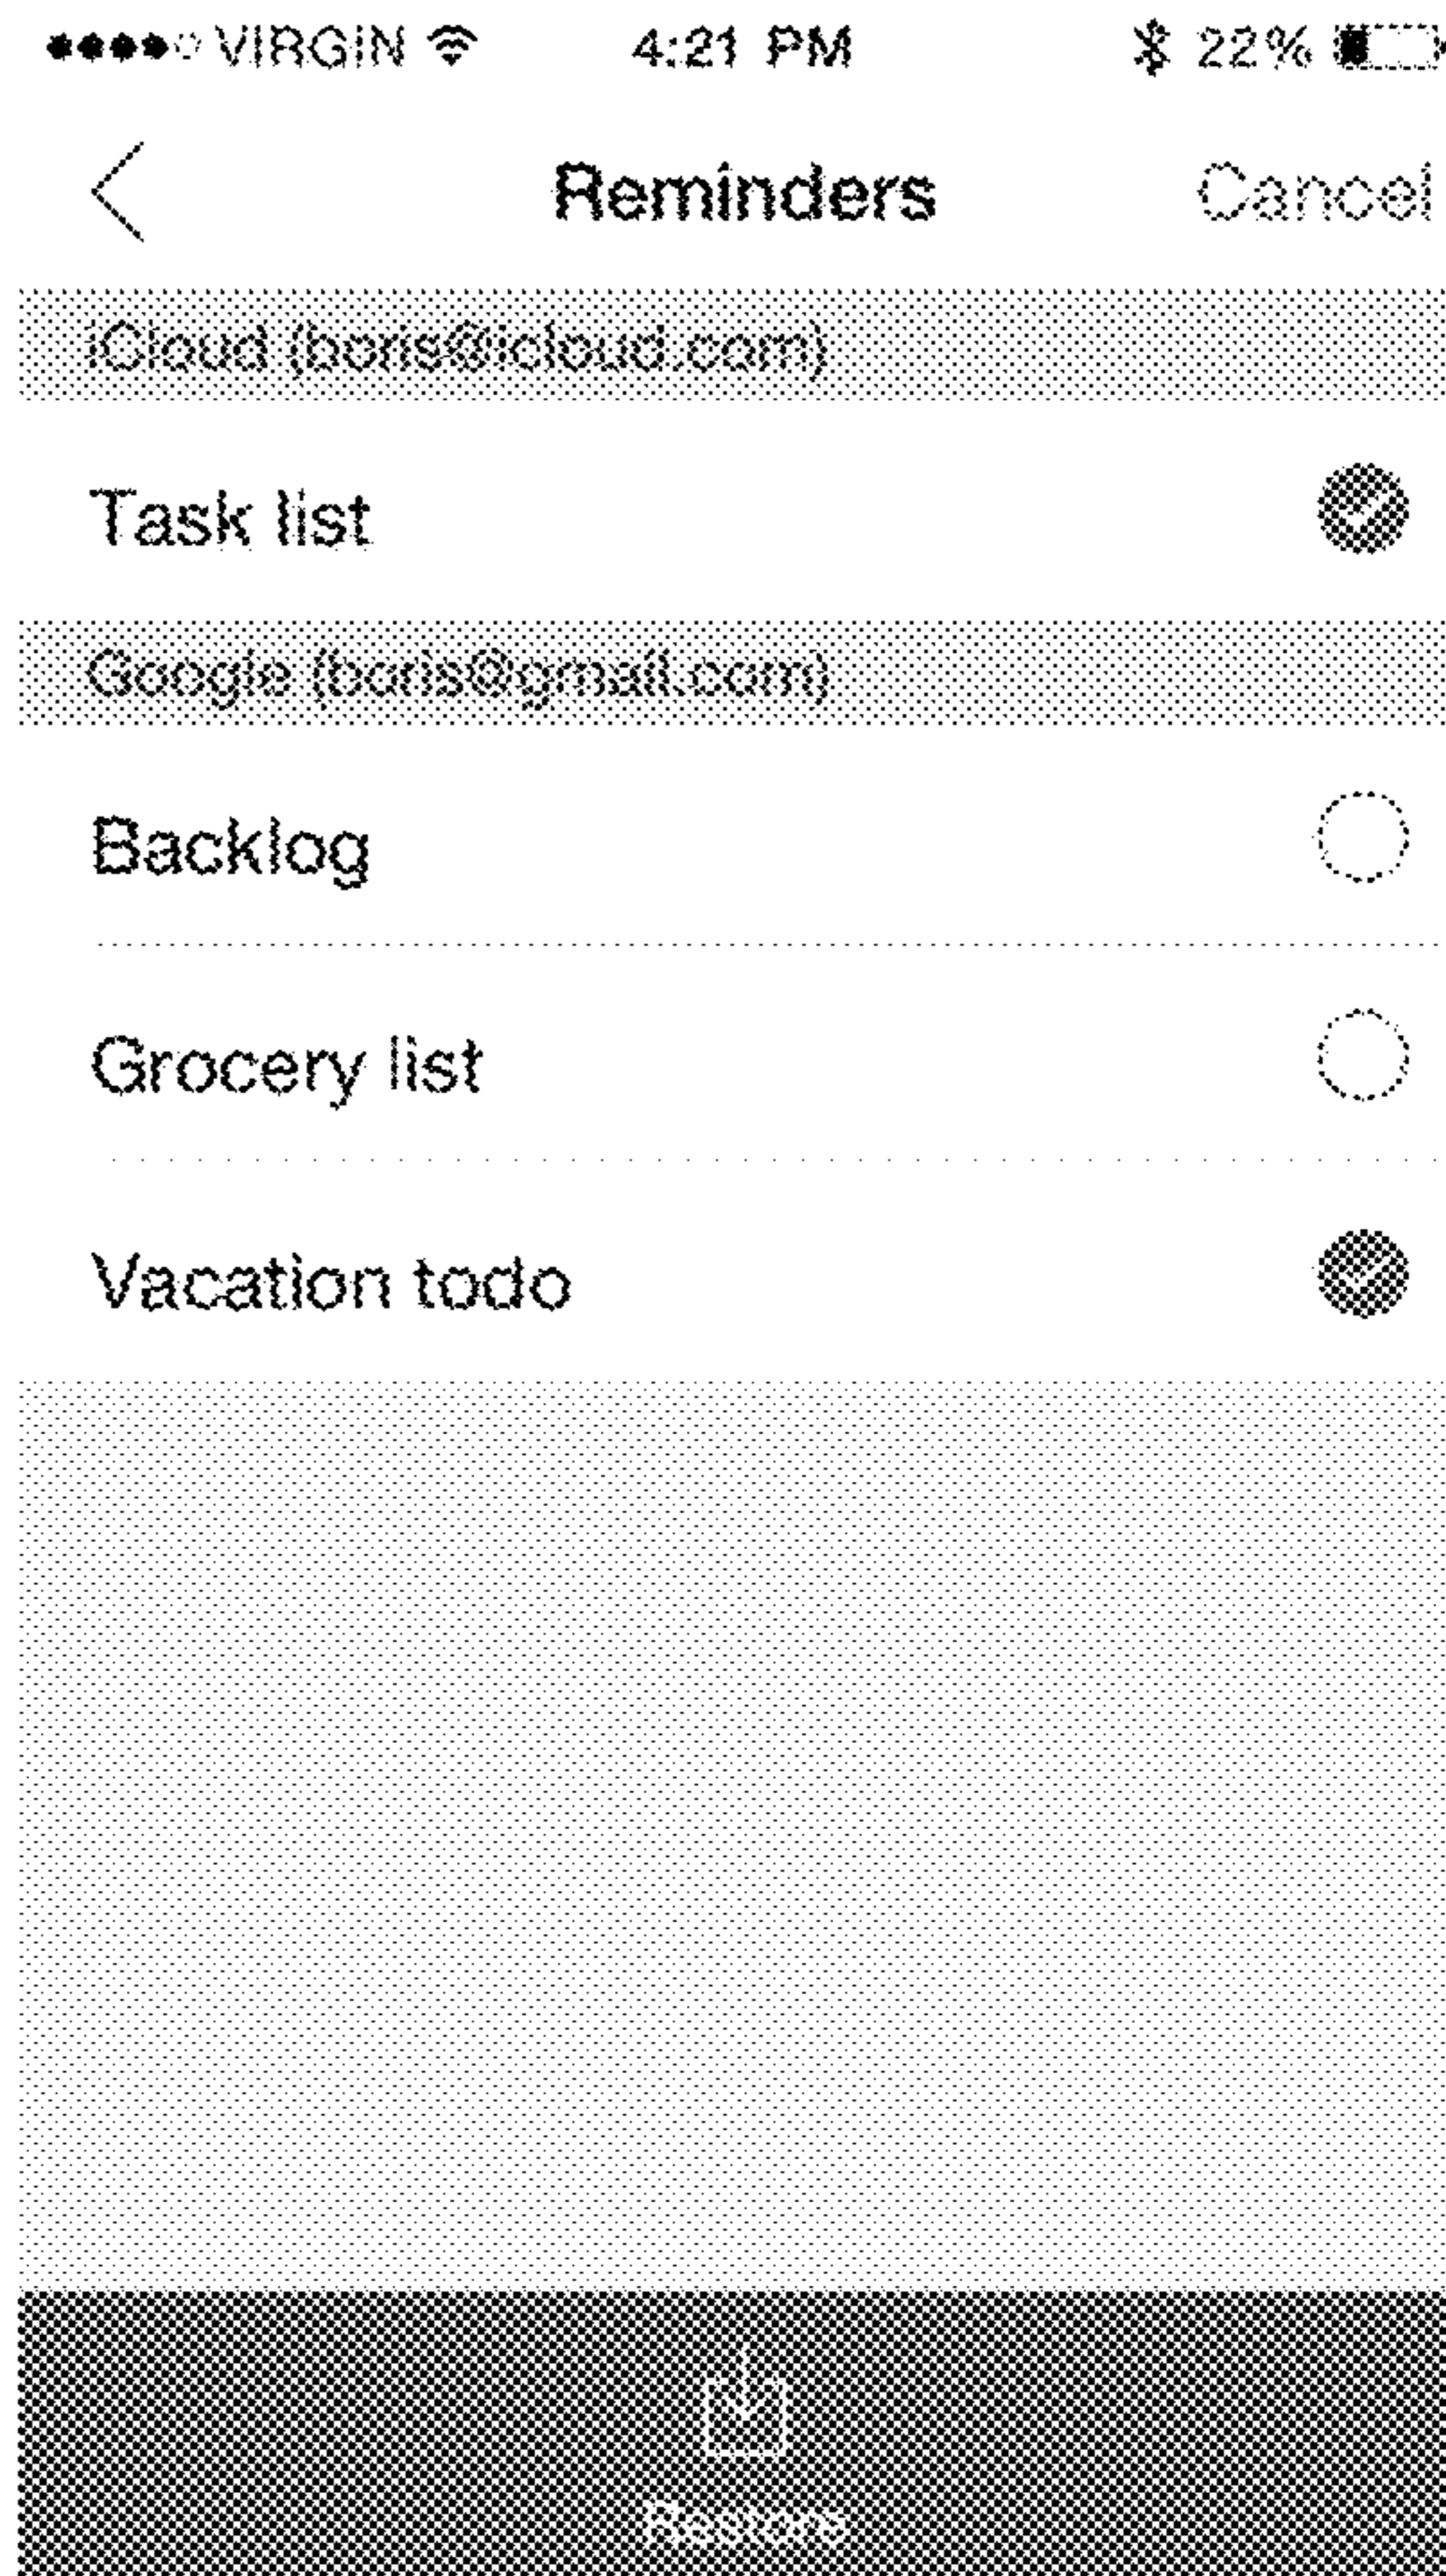 VIRGIN 4:21 PM 22%
Reminders Cancel
iCloud (boris@icloud.com)
Task list
Google (boris@gmail.com)
Backlog
Grocery list
Vacation todo
Restore